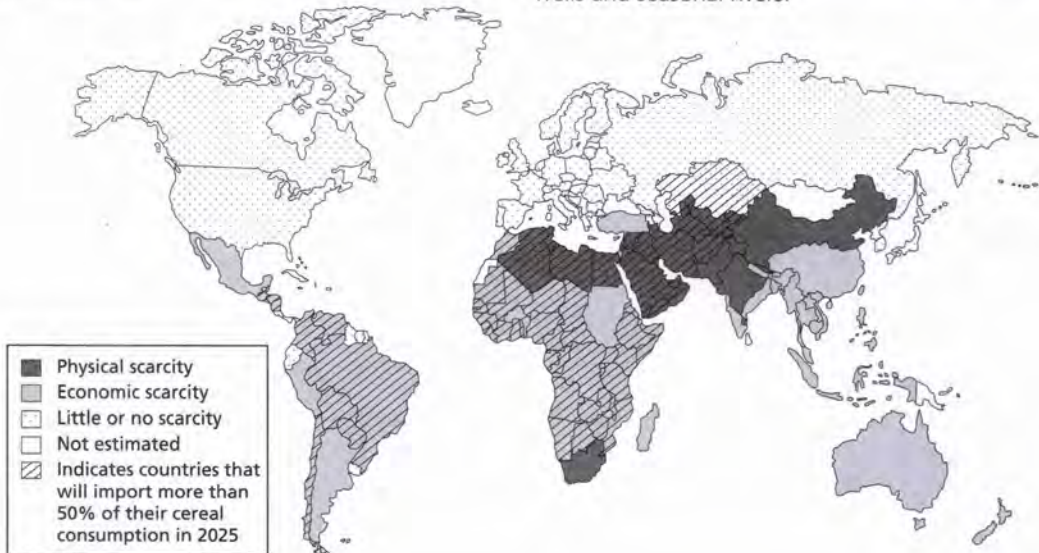 Physical scarcity
Economic scarcity
Little or no scarcity
Not estimated
Indicates countries that
will import more than
50% of their cereal
consumption in 2025